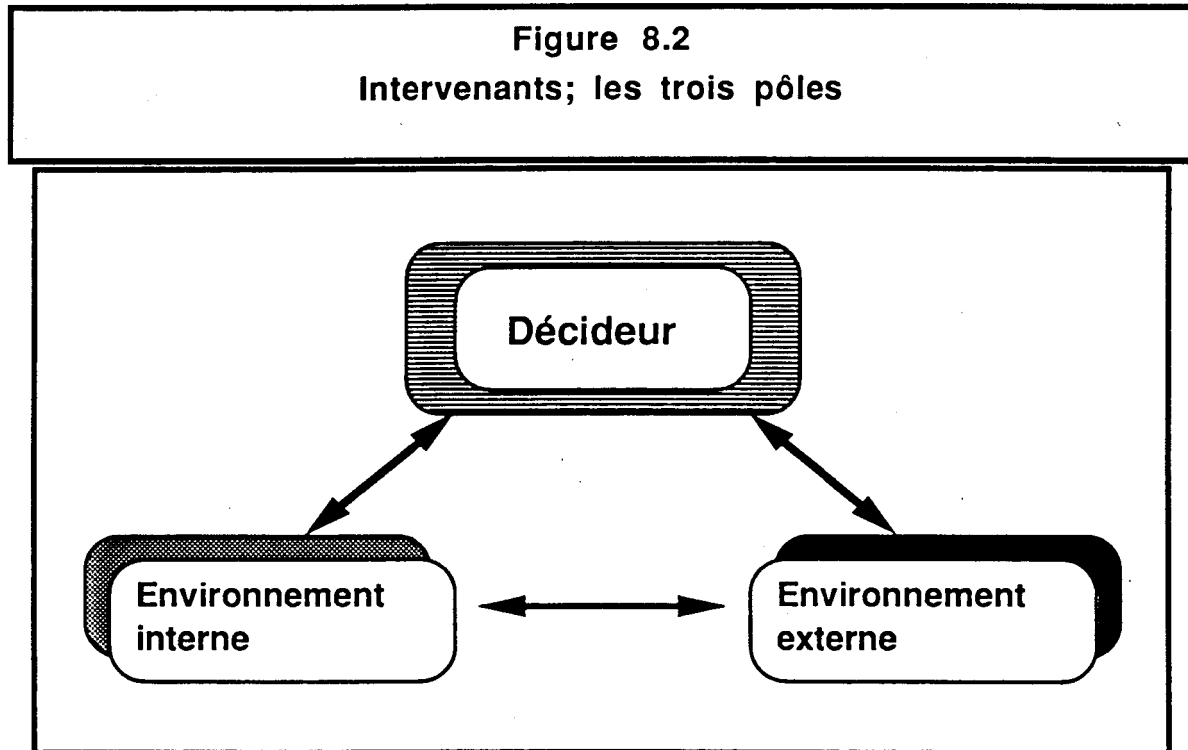 Figure 8.2
Intervenants; les trois pôles
Décideur
Environnement
interne
Environnement
externe